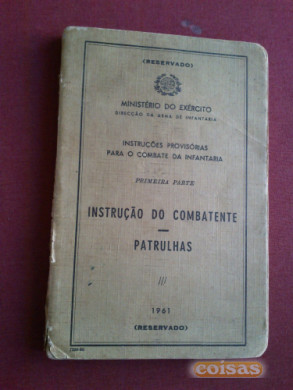 (RESERVADO)
MINISTÉRIO DO EXÉRCITO
DIRECÇÃO DA ARMA DE INFANTARIA
INSTRUÇÕES PROVISÓRIAS
PARA O COMBATE DA INFANTARIA
PRIMEIRA PARTE
INSTRUÇÃO DO COMBATENTE
PATRULHAS
1961
(RESERVADO)
coisas